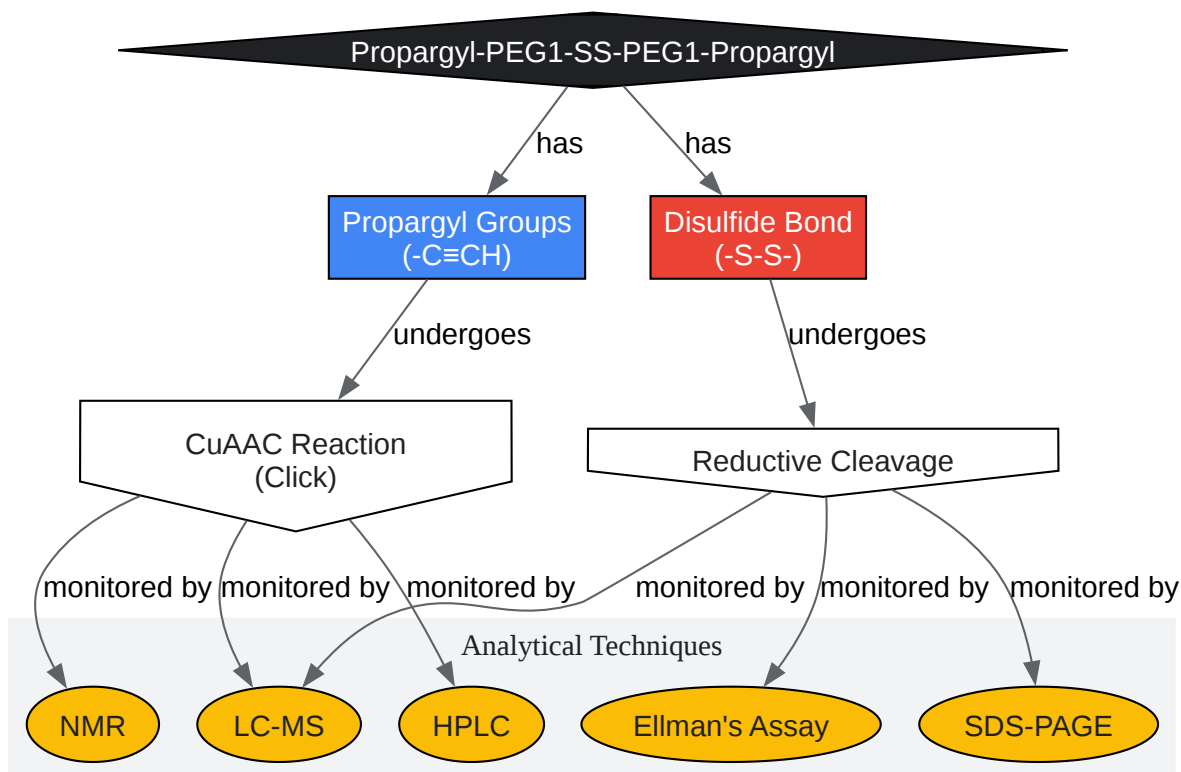 Propargyl-PEG1-SS-PEG1-Propargyl
has
has
Propargyl Groups
(-C≡CH)
Disulfide Bond
(-S-S-)
undergoes
undergoes
CuAAC Reaction
(Click)
Reductive Cleavage
monitored by
monitored by
monitored by
monitored by
monitored by
monitored by
Analytical Techniques
NMR
LC-MS
HPLC
Ellman's Assay
SDS-PAGE